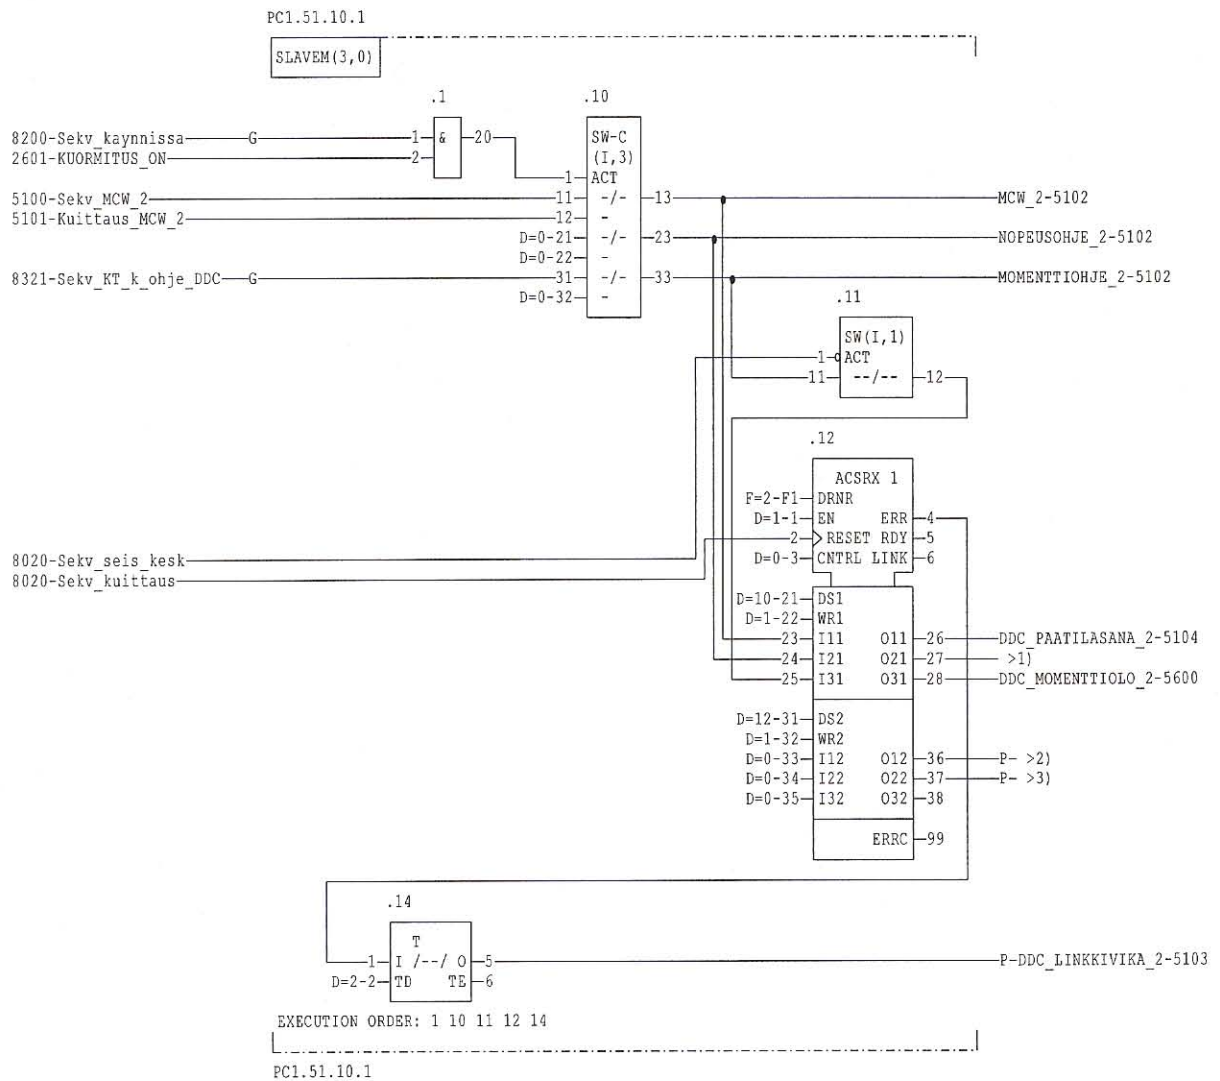 PC1.51.10.1
SLAVEM(3,0)
.1 .10
8200-Sekv_kaynnissa G 1 & 20 SW-C
2601-KUORMITUS_ON 2 (I,3)
1 ACT
5100-Sekv_MCW_2 11 -/- 13 MCW_2-5102
5101-Kuittaus_MCW_2 12 -
D=0-21 -/- 23 NOPEUSOHJE_2-5102
D=0-22 -
8321-Sekv_KT_k_ohje_DDC G 31 -/- 33 MOMENTTIOHJE_2-5102
D=0-32 -
.11
SW(I,1)
1 ACT
11 --/-- 12
.12
ACSRX 1
F=2-F1 DRNR
D=1-1 EN ERR 4
2 RESET RDY 5
8020-Sekv_seis_kesk D=0-3 CNTRL LINK 6
8020-Sekv_kuittaus
D=10-21 DS1
D=1-22 WR1
23 I11 O11 26 DDC_PAATILASANA_2-5104
24 I21 O21 27 >1)
25 I31 O31 28 DDC_MOMENTTIOLO_2-5600
D=12-31 DS2
D=1-32 WR2
D=0-33 I12 O12 36 P- >2)
D=0-34 I22 O22 37 P- >3)
D=0-35 I32 O32 38
ERRC 99
.14
T
1 I /--/ O 5 P-DDC_LINKKIVIKA_2-5103
D=2-2 TD TE 6
EXECUTION ORDER: 1 10 11 12 14
PC1.51.10.1